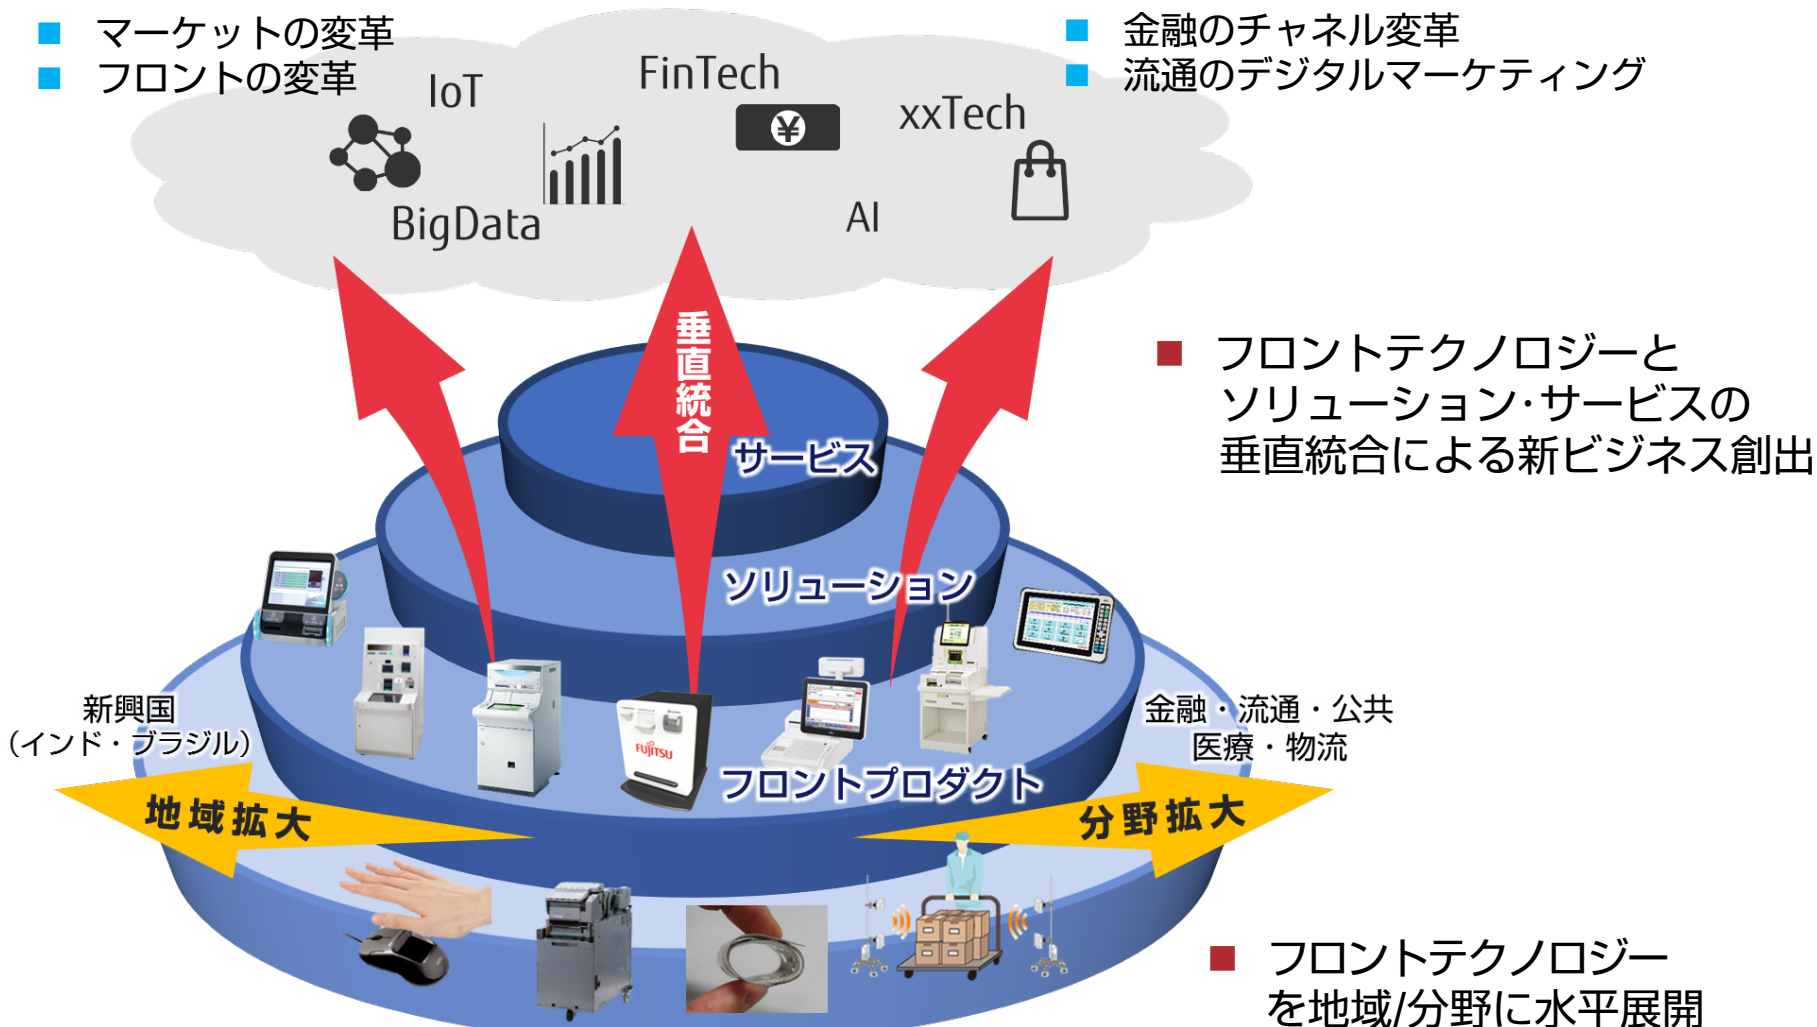 ■ マーケットの変革
■ フロントの変革
■ 金融のチャネル変革
■ 流通のデジタルマーケティング
IoT
FinTech
xxTech
¥
BigData
AI
垂直統合
■ フロントテクノロジーと
ソリューション･サービスの
垂直統合による新ビジネス創出
サービス
ソリューション
新興国
（インド・ブラジル）
金融・流通・公共
医療・物流
FUJITSU
フロントプロダクト
地域拡大
分野拡大
■ フロントテクノロジー
を地域/分野に水平展開